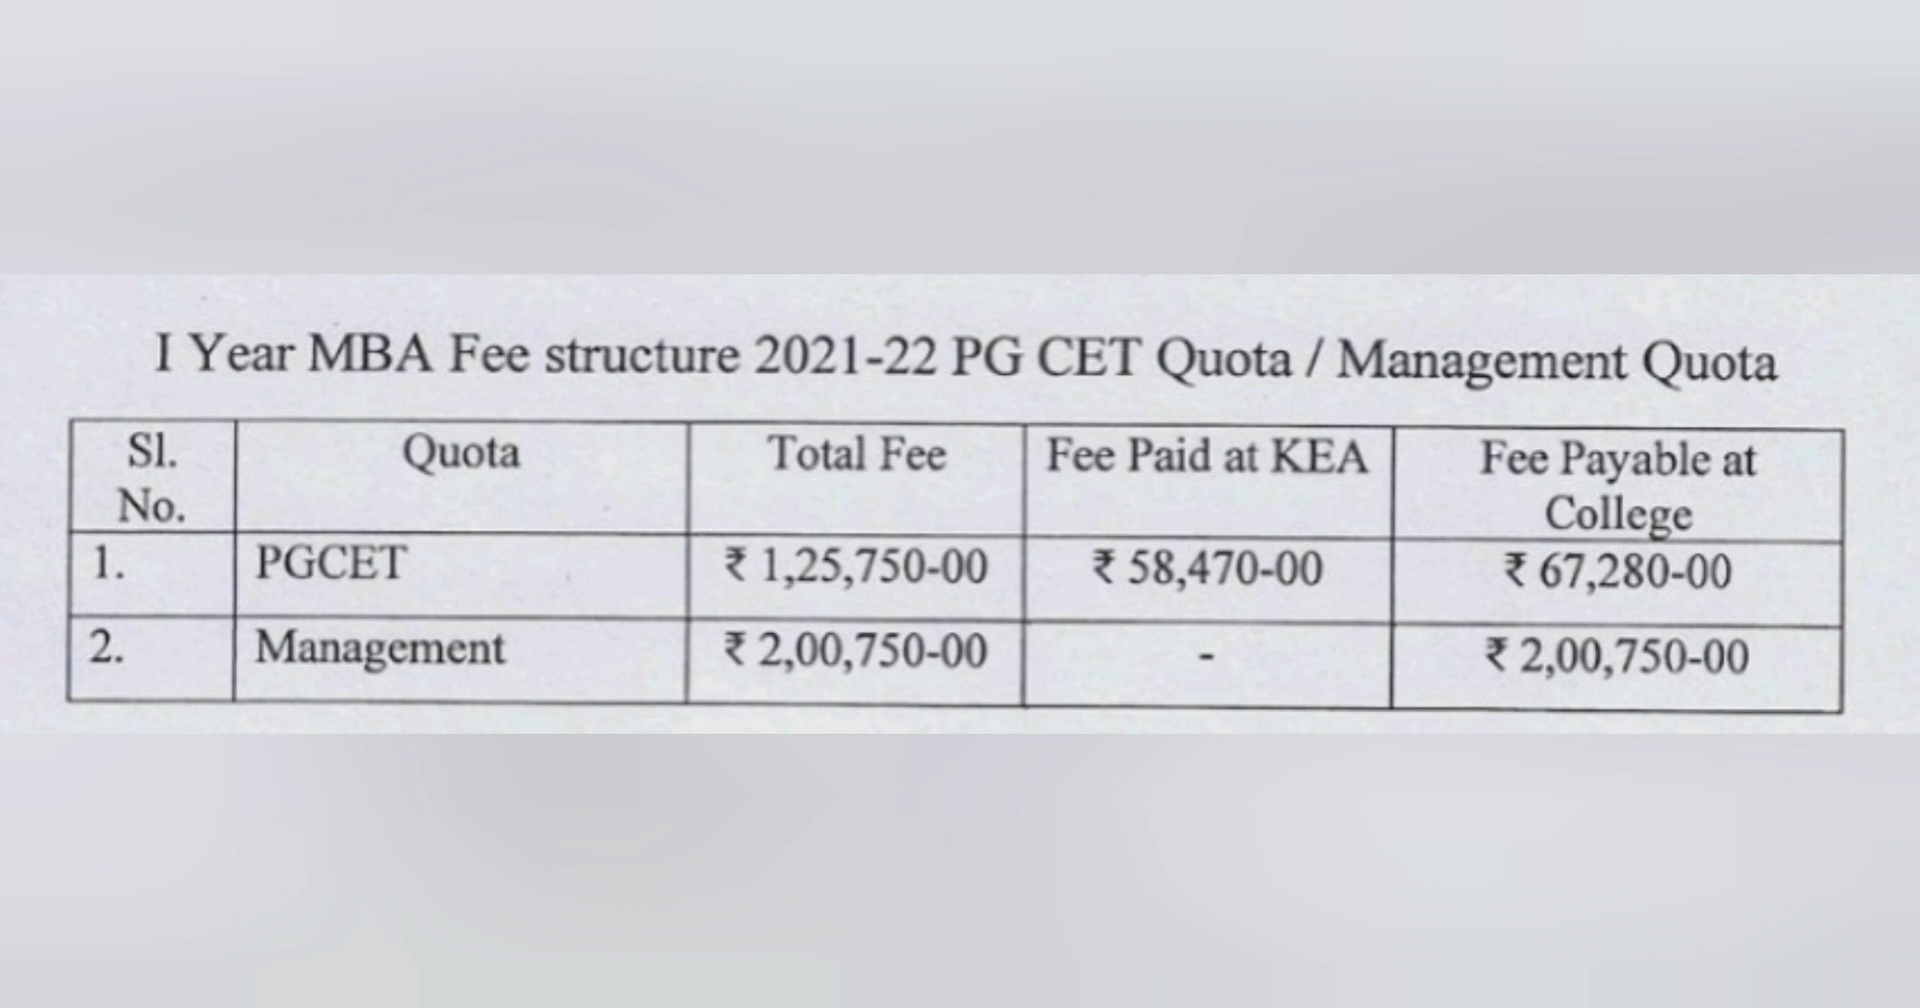 I Year MBA Fee structure 2021-22 PG CET Quota / Management Quota
Sl. No. Quota Total Fee Fee Paid at KEA Fee Payable at College
1. PGCET ₹ 1,25,750-00 ₹ 58,470-00 ₹ 67,280-00
2. Management ₹ 2,00,750-00 - ₹ 2,00,750-00